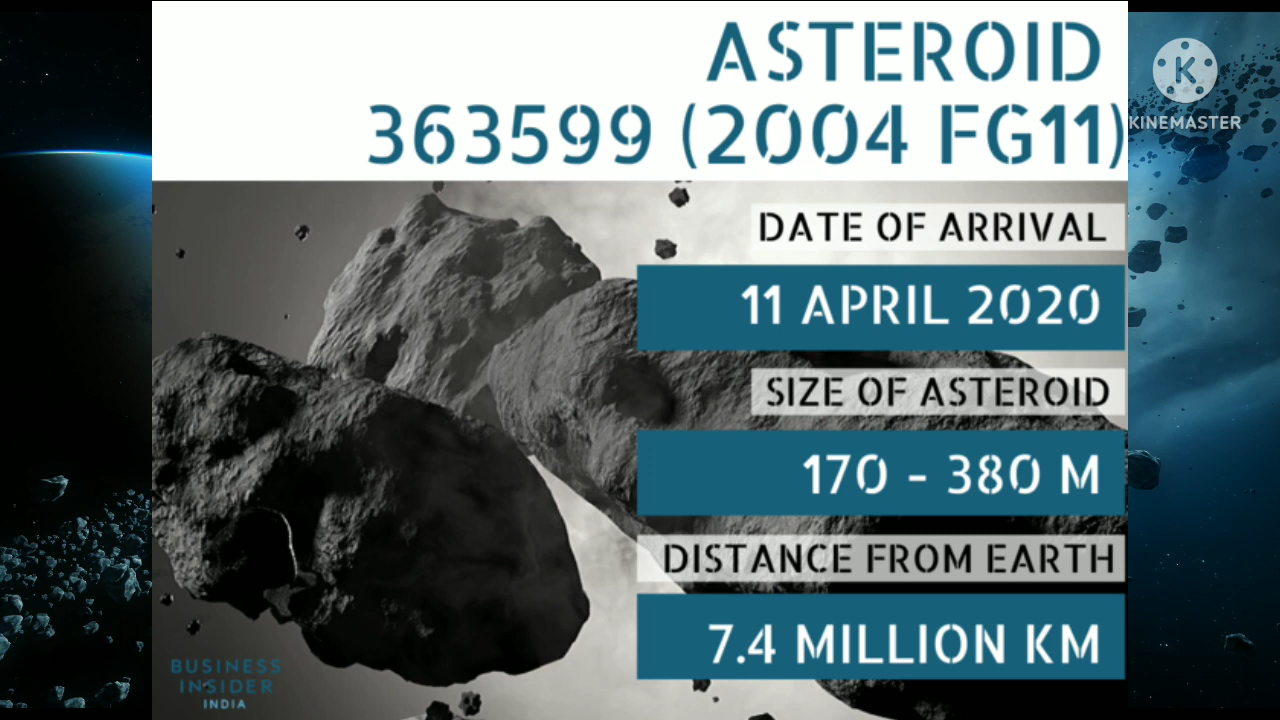 ASTEROID
363599 (2004 FG11)
KINEMASTER
DATE OF ARRIVAL
11 APRIL 2020
SIZE OF ASTEROID
170 - 380 M
DISTANCE FROM EARTH
7.4 MILLION KM
BUSINESS
INSIDER
INDIA